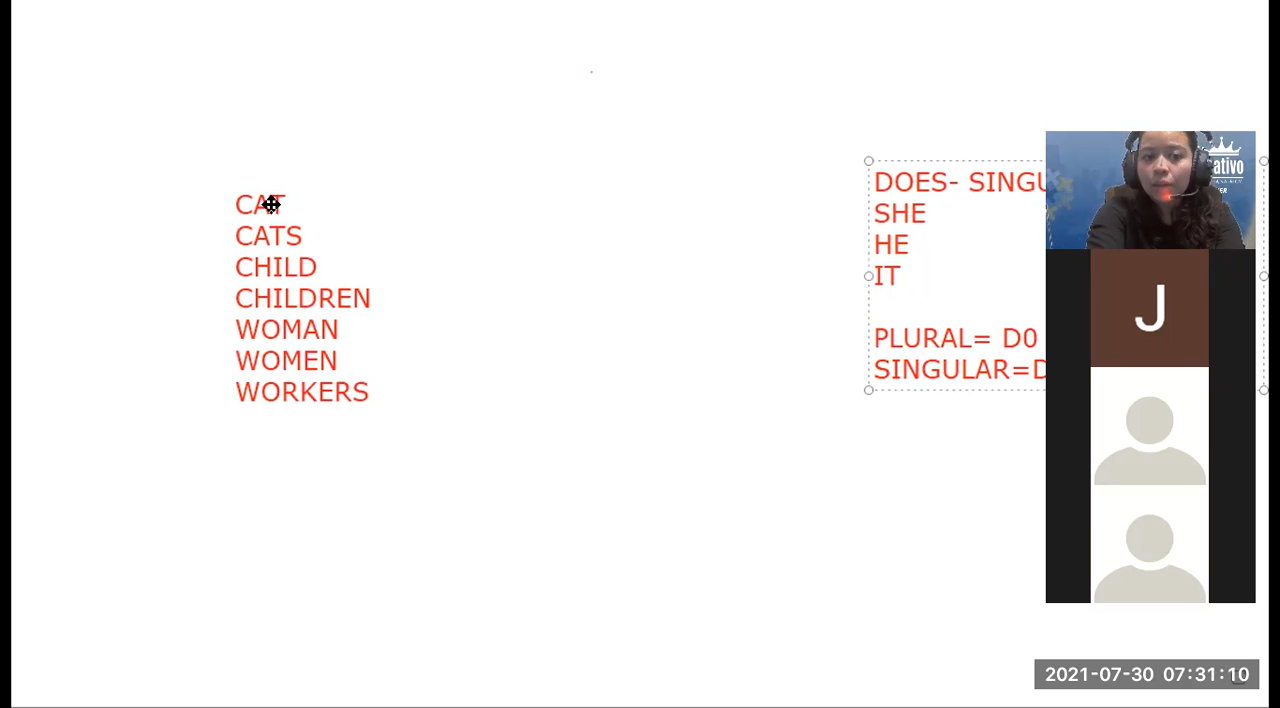 CAT
CATS
CHILD
CHILDREN
WOMAN
WOMEN
WORKERS
DOES- SINGU
SHE
HE
IT
PLURAL= D0
SINGULAR=D
ativo
J
2021-07-30 07:31:10